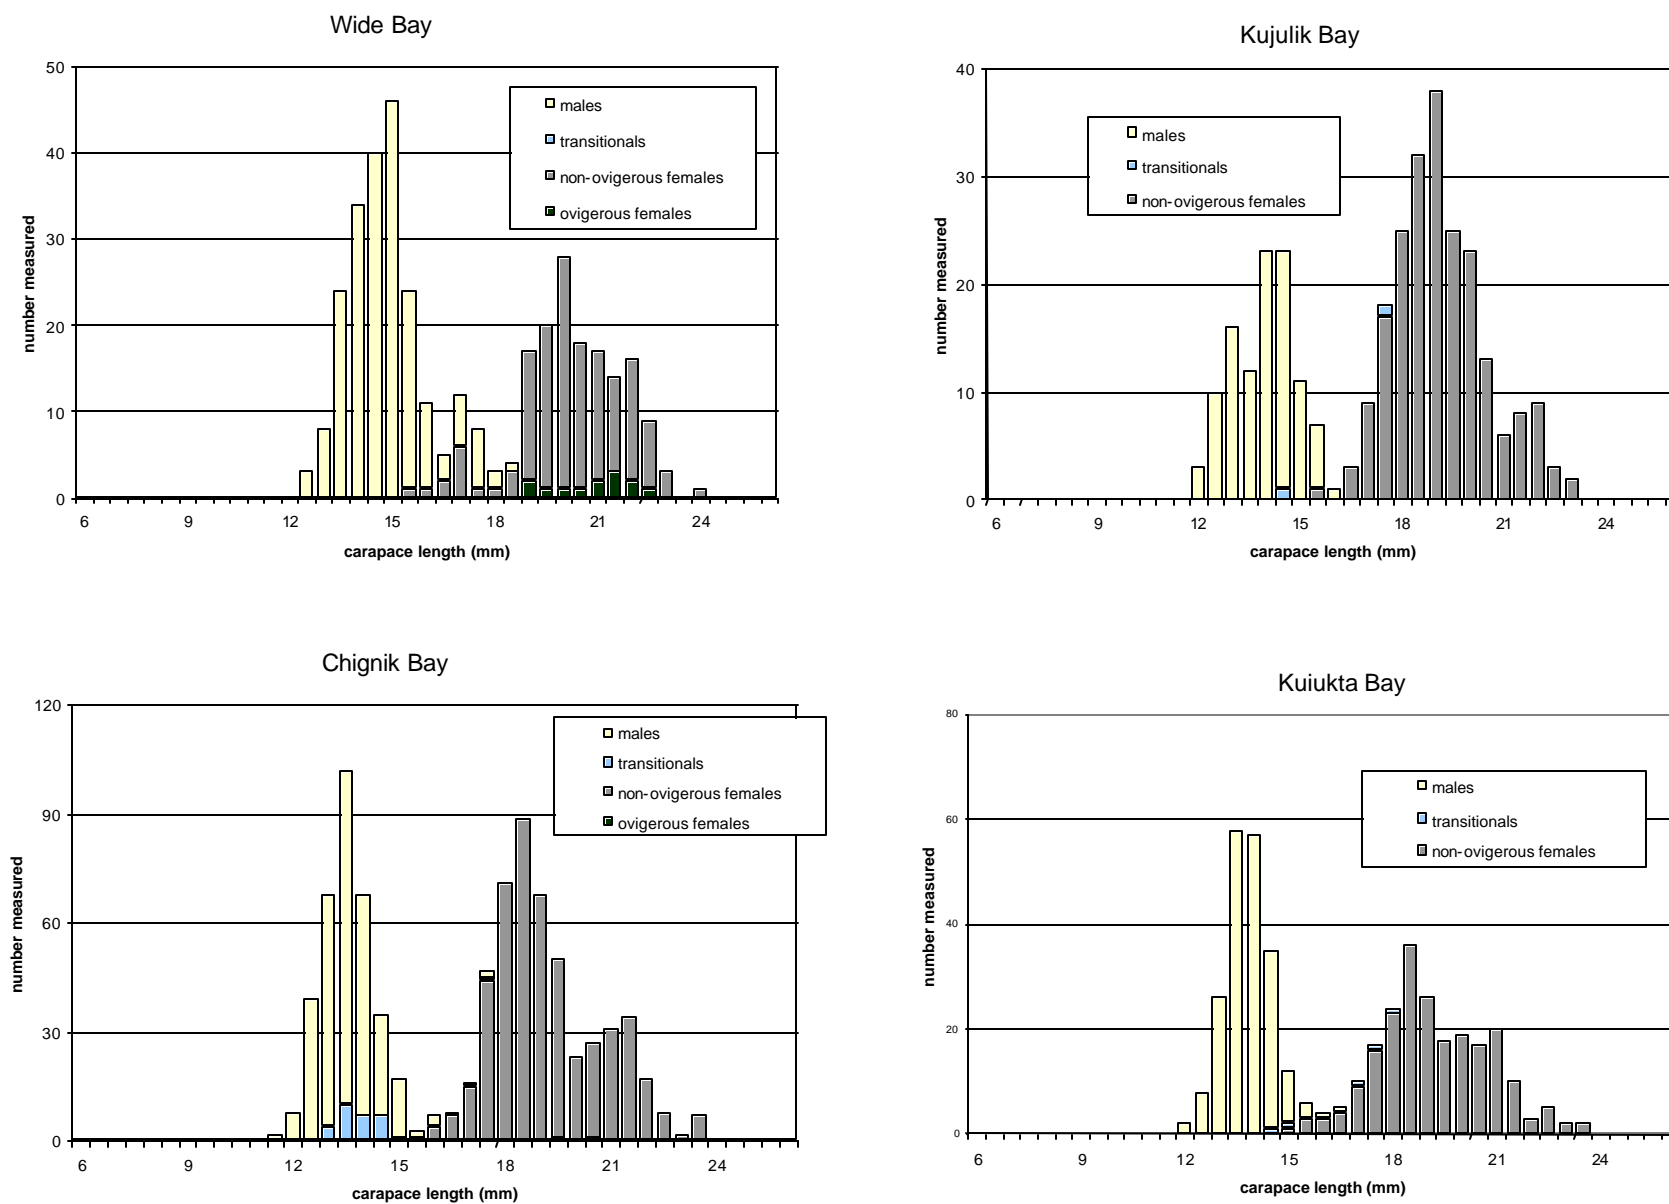 Wide Bay
50
40
30
20
10
0
number measured
males
transitionals
non-ovigerous females
ovigerous females
6 9 12 15 18 21 24
carapace length (mm)
Kujulik Bay
40
30
20
10
0
number measured
males
transitionals
non-ovigerous females
6 9 12 15 18 21 24
carapace length (mm)
Chignik Bay
120
90
60
30
0
number measured
males
transitionals
non-ovigerous females
ovigerous females
6 9 12 15 18 21 24
carapace length (mm)
Kuiukta Bay
80
60
40
20
0
number measured
males
transitionals
non-ovigerous females
6 9 12 15 18 21 24
carapace length (mm)